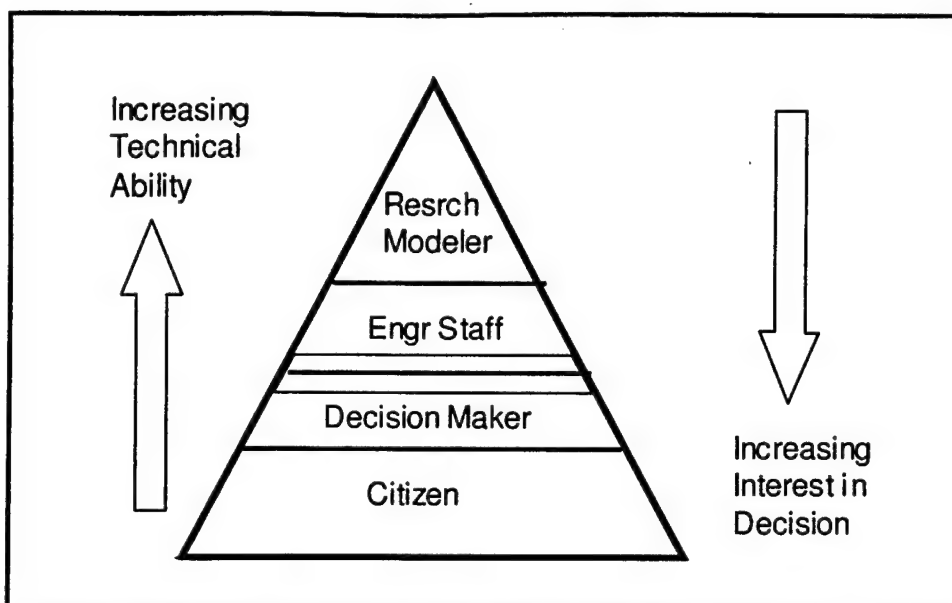 Increasing
Technical
Ability
Resrch
Modeler
Engr Staff
Decision Maker
Citizen
Increasing
Interest in
Decision